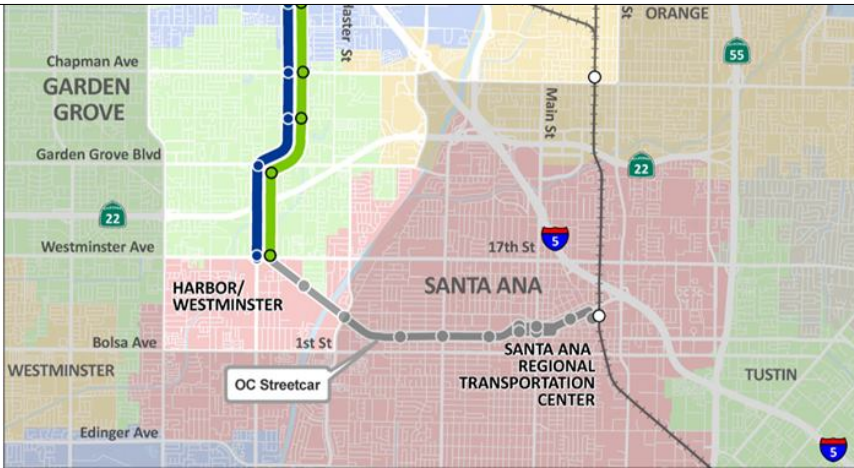 St
ORANGE
Chapman Ave
GARDEN
GROVE
55
Main St
Garden Grove Blvd
22
22
Westminster Ave
17th St
5
HARBOR/
WESTMINSTER
SANTA ANA
Bolsa Ave
1st St
WESTMINSTER
OC Streetcar
SANTA ANA
REGIONAL
TRANSPORTATION
CENTER
TUSTIN
Edinger Ave
5